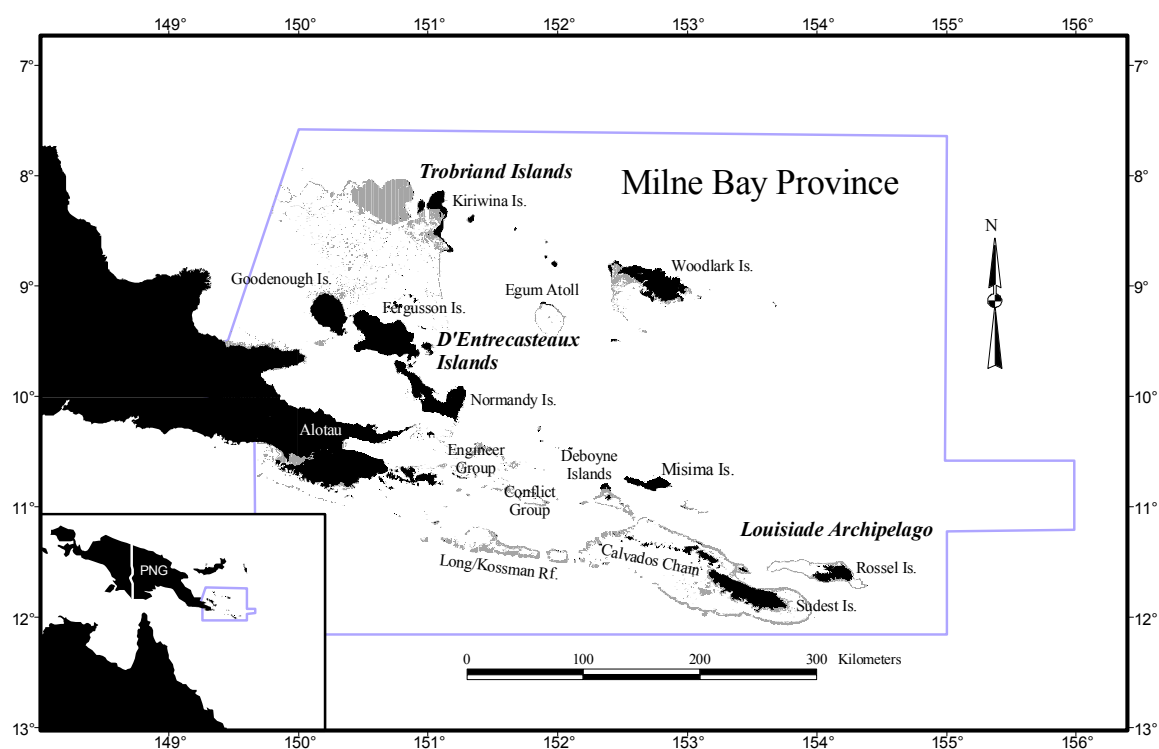 149° 150° 151° 152° 153° 154° 155° 156°
7° 7°
8° 8°
Trobriand Islands
Milne Bay Province
Kiriwina Is.
N
Woodlark Is.
Goodenough Is.
Egum Atoll
9° 9°
Fergusson Is.
D'Entrecasteaux
Islands
10° 10°
Normandy Is.
Alotau
Engineer
Group
Deboyne
Islands
Misima Is.
Conflict
Group
11° 11°
Louisiade Archipelago
Calvados Chain
Long/Kossman Rf.
Rossel Is.
PNG
Sudest Is.
12° 12°
0 100 200 300 Kilometers
13° 13°
149° 150° 151° 152° 153° 154° 155° 156°